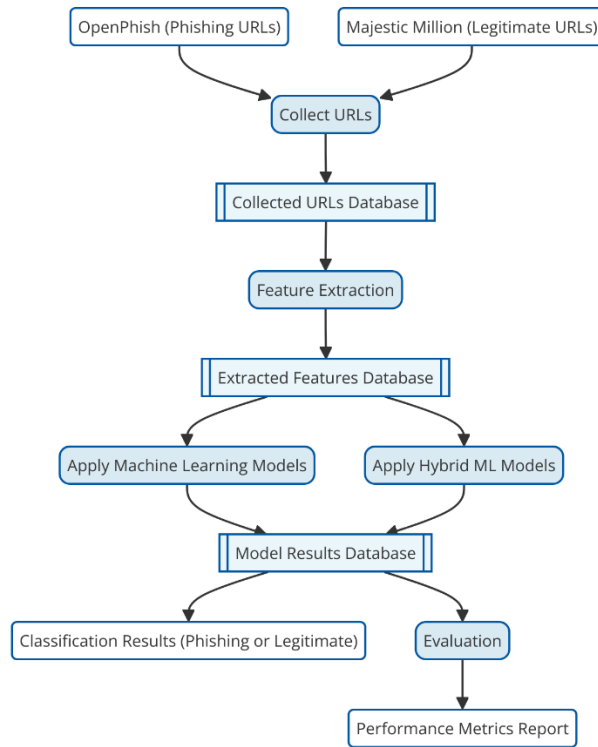 OpenPhish (Phishing URLs)
Majestic Million (Legitimate URLs)
Collect URLs
Collected URLs Database
Feature Extraction
Extracted Features Database
Apply Machine Learning Models
Apply Hybrid ML Models
Model Results Database
Classification Results (Phishing or Legitimate)
Evaluation
Performance Metrics Report